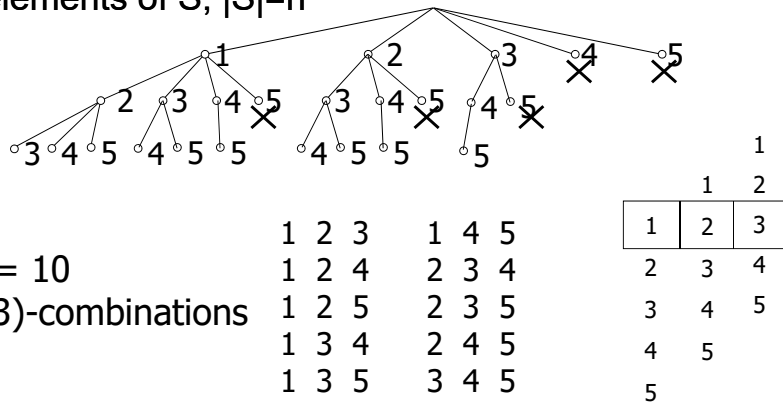 elements of S, |S|=n
1 2 3 4 5
2 3 4 5 3 4 5 4 5
3 4 5 4 5 5 4 5 5 5
= 10
3)-combinations
1 2 3
1 2 4
1 2 5
1 3 4
1 3 5
1 4 5
2 3 4
2 3 5
2 4 5
3 4 5
1
1 2
1 2 3
2 3 4
3 4 5
4 5
5